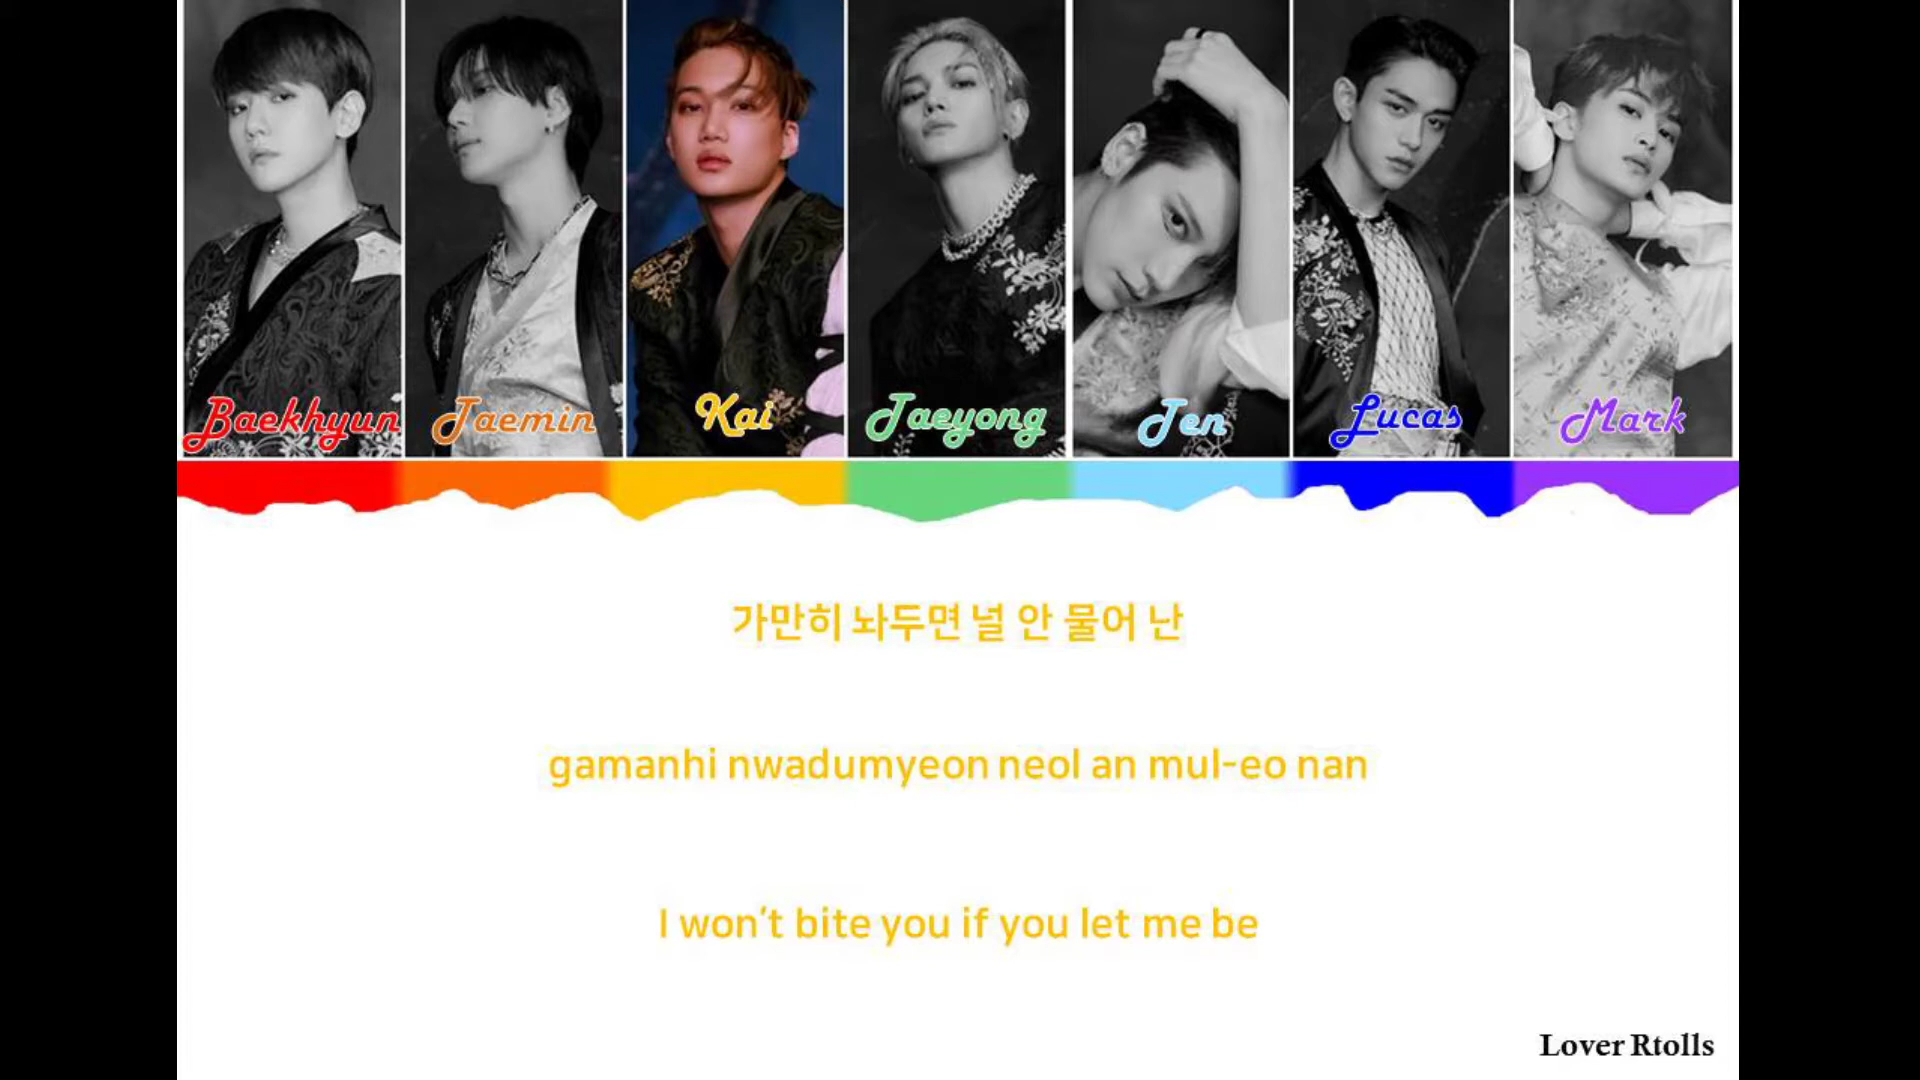 Baekhyun Taemin Kai Taeyong Ten Lucas Mark
가만히 놔두면 널 안 물어 난
gamanhi nwadumyeon neol an mul-eo nan
I won't bite you if you let me be
Lover Rtolls